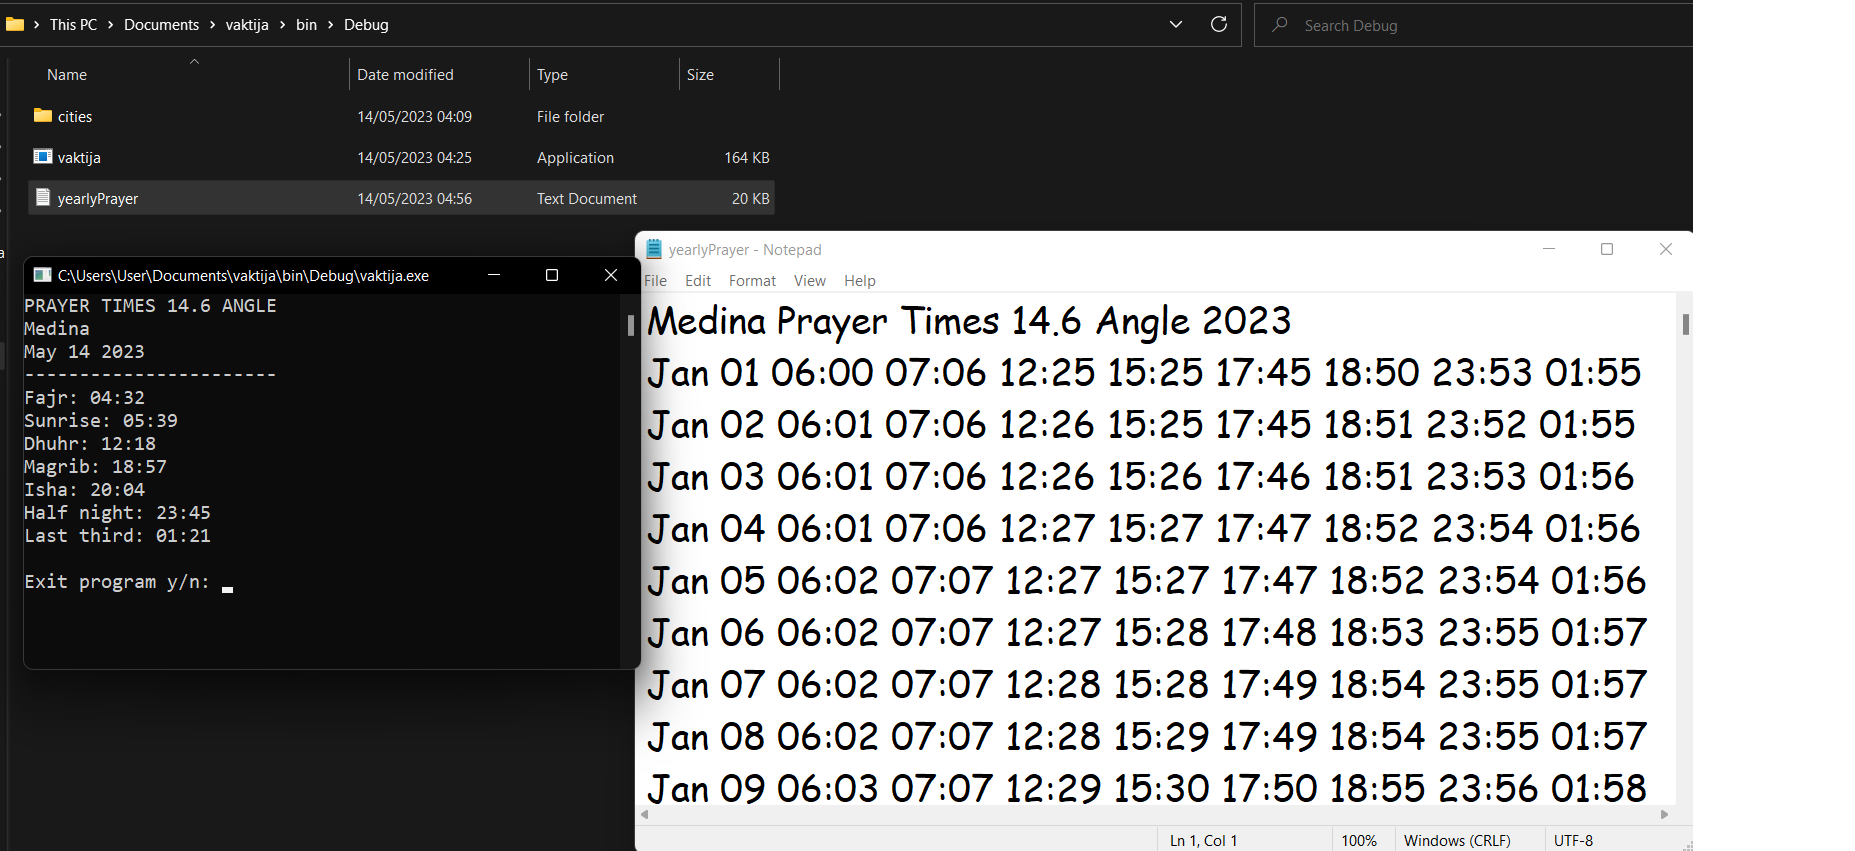 This PC > Documents > vaktija > bin > Debug
Search Debug
Name Date modified Type Size
cities 14/05/2023 04:09 File folder
vaktija 14/05/2023 04:25 Application 164 KB
yearlyPrayer 14/05/2023 04:56 Text Document 20 KB
C:\Users\User\Documents\vaktija\bin\Debug\vaktija.exe
PRAYER TIMES 14.6 ANGLE
Medina
May 14 2023
-----------------------
Fajr: 04:32
Sunrise: 05:39
Dhuhr: 12:18
Magrib: 18:57
Isha: 20:04
Half night: 23:45
Last third: 01:21
Exit program y/n:
yearlyPrayer - Notepad
File Edit Format View Help
Medina Prayer Times 14.6 Angle 2023
Jan 01 06:00 07:06 12:25 15:25 17:45 18:50 23:53 01:55
Jan 02 06:01 07:06 12:26 15:25 17:45 18:51 23:52 01:55
Jan 03 06:01 07:06 12:26 15:26 17:46 18:51 23:53 01:56
Jan 04 06:01 07:06 12:27 15:27 17:47 18:52 23:54 01:56
Jan 05 06:02 07:07 12:27 15:27 17:47 18:52 23:54 01:56
Jan 06 06:02 07:07 12:27 15:28 17:48 18:53 23:55 01:57
Jan 07 06:02 07:07 12:28 15:28 17:49 18:54 23:55 01:57
Jan 08 06:02 07:07 12:28 15:29 17:49 18:54 23:55 01:57
Jan 09 06:03 07:07 12:29 15:30 17:50 18:55 23:56 01:58
Ln 1, Col 1 100% Windows (CRLF) UTF-8